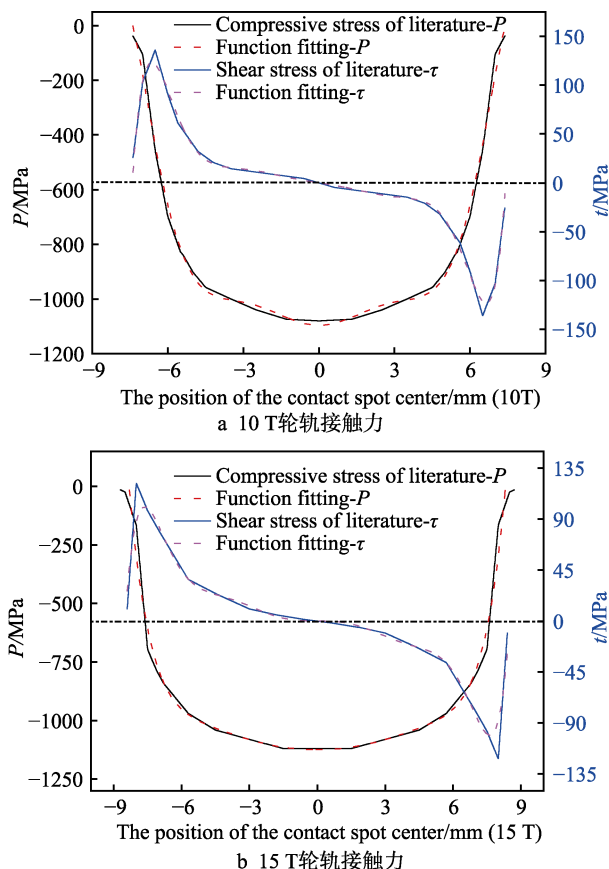 Compressive stress of literature-P
Function fitting-P
Shear stress of literature-τ
Function fitting-τ
0
−200
−400
−600
−800
−1000
−1200
P/MPa
150
100
50
0
−50
−100
−150
t/MPa
−9 −6 −3 0 3 6 9
The position of the contact spot center/mm (10T)
a 10 T轮轨接触力
Compressive stress of literature-P
Function fitting-P
Shear stress of literature-τ
Function fitting-τ
0
−250
−500
−750
−1000
−1250
P/MPa
135
90
45
0
−45
−90
−135
t/MPa
−9 −6 −3 0 3 6 9
The position of the contact spot center/mm (15 T)
b 15 T轮轨接触力